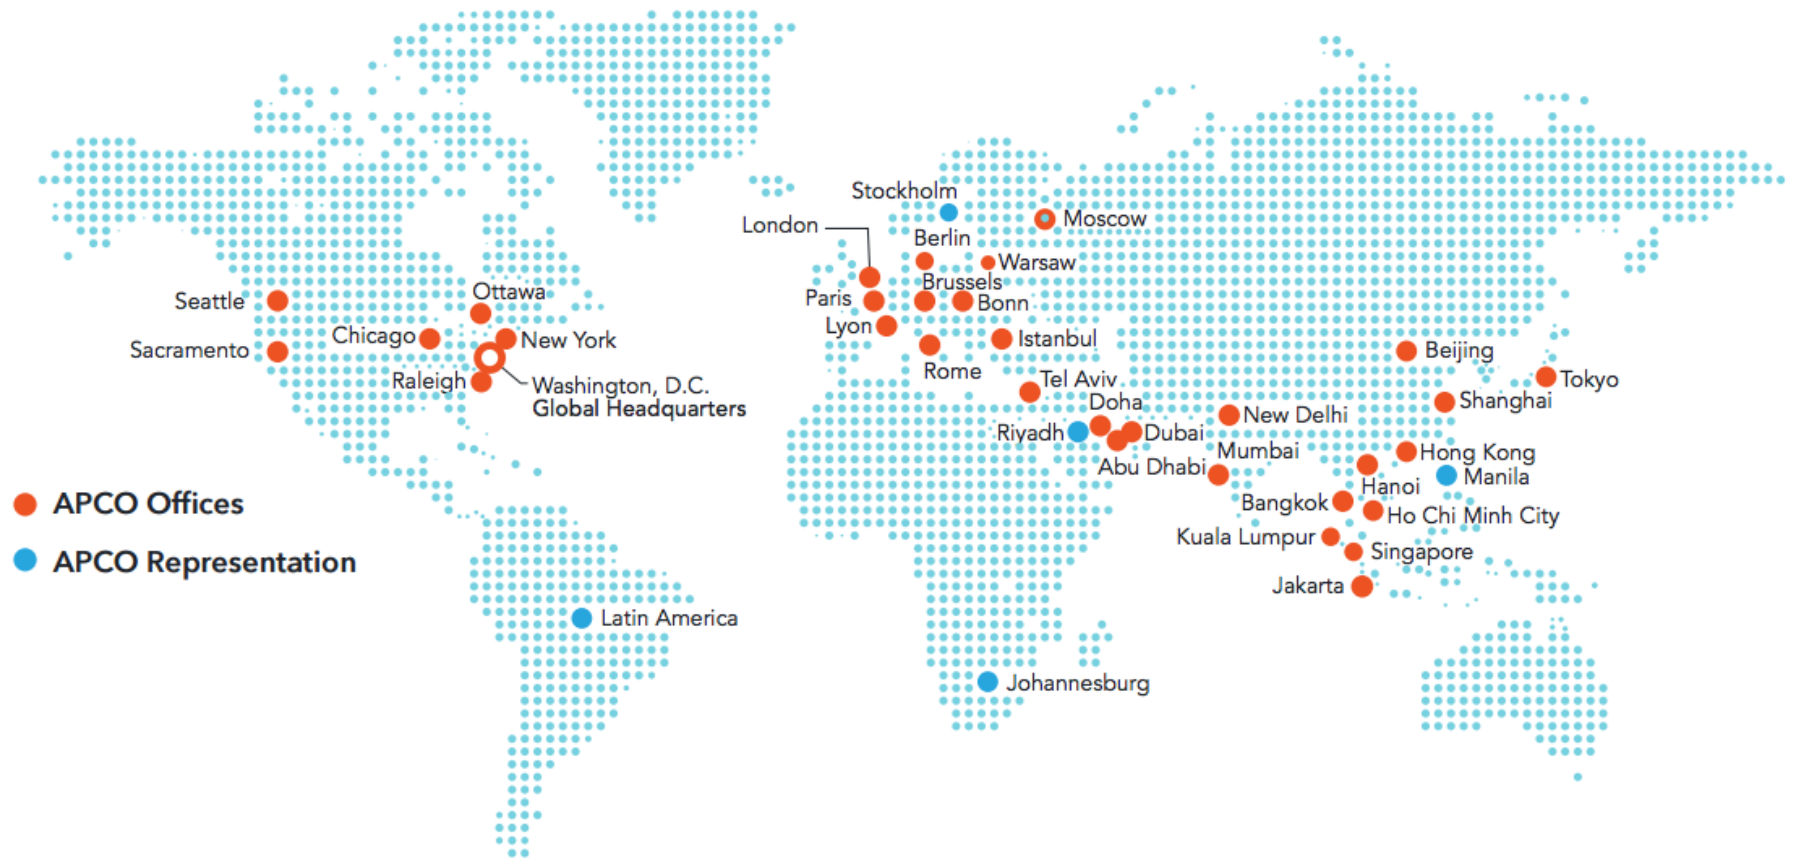 Stockholm
London
Moscow
Berlin
Warsaw
Brussels
Ottawa
Seattle
Paris
Bonn
Lyon
Chicago
New York
Istanbul
Sacramento
Beijing
Rome
Raleigh
Washington, D.C.
Global Headquarters
Tel Aviv
Tokyo
Doha
Shanghai
New Delhi
Riyadh
Dubai
Mumbai
Hong Kong
Abu Dhabi
Manila
Hanoi
APCO Offices
Bangkok
Ho Chi Minh City
Kuala Lumpur
Singapore
APCO Representation
Jakarta
Latin America
Johannesburg